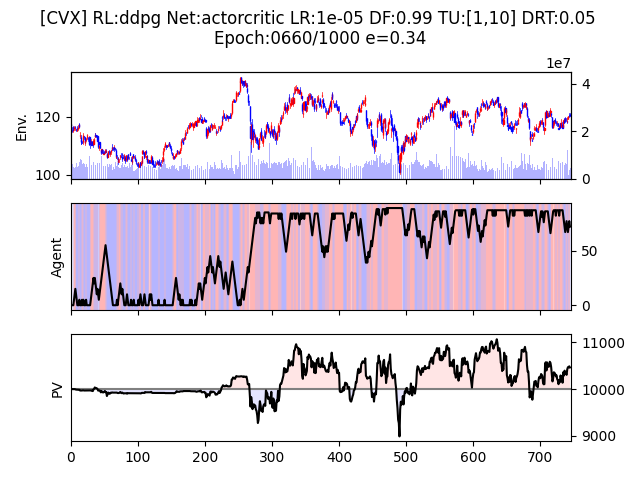 [CVX] RL:ddpg Net:actorcritic LR:1e-05 DF:0.99 TU:[1,10] DRT:0.05
Epoch:0660/1000 e=0.34
1e7
Env.
120
100
4
2
0
Agent
50
0
PV
11000
10000
9000
0 100 200 300 400 500 600 700